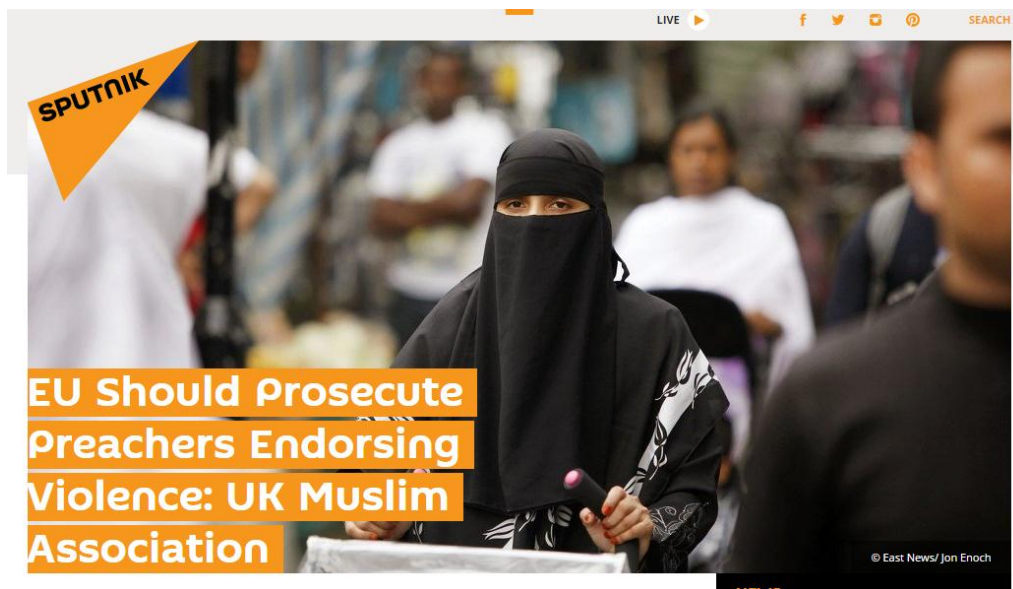 LIVE
SEARCH
SPUTNIK
EU Should Prosecute
Preachers Endorsing
Violence: UK Muslim
Association
© East News/ Jon Enoch